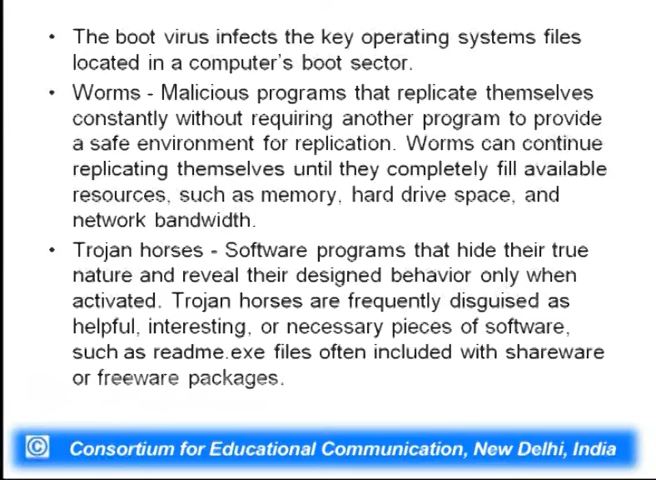 • The boot virus infects the key operating systems files
located in a computer's boot sector.
• Worms - Malicious programs that replicate themselves
constantly without requiring another program to provide
a safe environment for replication. Worms can continue
replicating themselves until they completely fill available
resources, such as memory, hard drive space, and
network bandwidth.
• Trojan horses - Software programs that hide their true
nature and reveal their designed behavior only when
activated. Trojan horses are frequently disguised as
helpful, interesting, or necessary pieces of software,
such as readme.exe files often included with shareware
or freeware packages.
© Consortium for Educational Communication, New Delhi, India